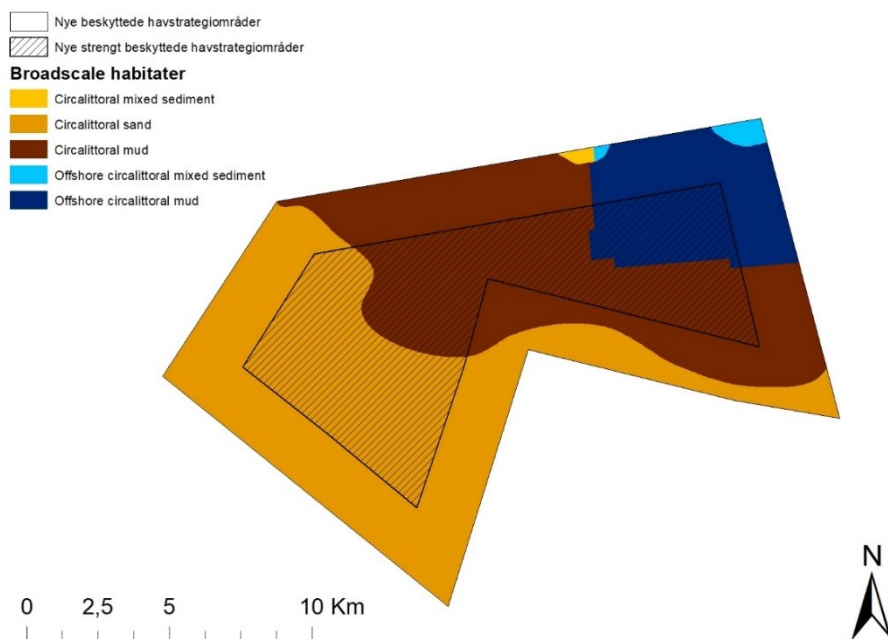 Nye beskyttede havstrategiområder
Nye strengt beskyttede havstrategiområder
Broadscale habitater
Circalittoral mixed sediment
Circalittoral sand
Circalittoral mud
Offshore circalittoral mixed sediment
Offshore circalittoral mud
N
0 2,5 5 10 Km